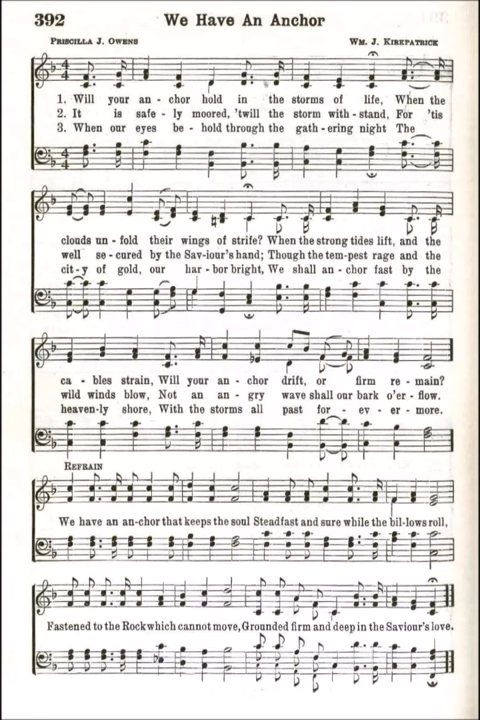 392 We Have An Anchor
Priscilla J. Owens Wm. J. Kirkpatrick
1. Will your an - chor hold in the storms of life, When the
2. It is safe - ly moored, 'twill the storm with - stand, For 'tis
3. When our eyes be - hold through the gath - ering night The
clouds un - fold their wings of strife? When the strong tides lift, and the
well se - cured by the Sav - iour's hand; Though the tem - pest rage and the
cit - y of gold, our har - bor bright, We shall an - chor fast by the
ca - bles strain, Will your an - chor drift, or firm re - main?
wild winds blow, Not an an - gry wave shall our bark o'er - flow.
heaven - ly shore, With the storms all past for - ev - er - more.
Refrain
We have an an - chor that keeps the soul Steadfast and sure while the bil - lows roll,
Fastened to the Rock which cannot move, Grounded firm and deep in the Saviour's love.